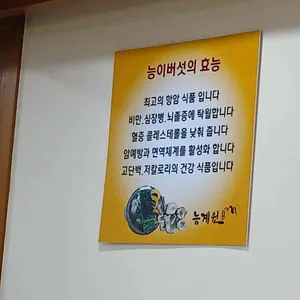 능이버섯의 효능
최고의 항암 식품 입니다
비만, 심장병, 뇌졸중에 탁월합니다
혈중 콜레스테롤을 낮춰 줍니다
암예방과 면역체계를 활성화 합니다
고단백, 저칼로리의 건강 식품입니다
능계원